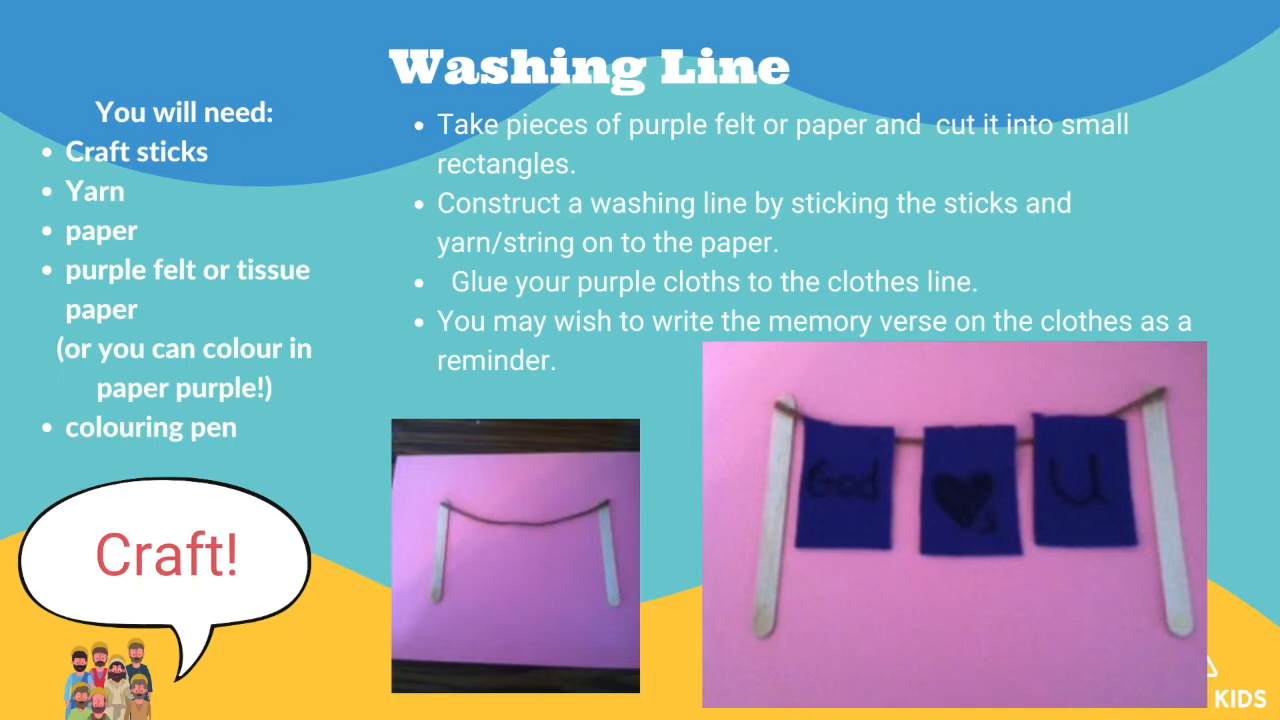 Washing Line
You will need:
Craft sticks
Yarn
paper
purple felt or tissue
paper
(or you can colour in
paper purple!)
colouring pen
Take pieces of purple felt or paper and cut it into small
rectangles.
Construct a washing line by sticking the sticks and
yarn/string on to the paper.
Glue your purple cloths to the clothes line.
You may wish to write the memory verse on the clothes as a
reminder.
God
s
U
Craft!
KIDS